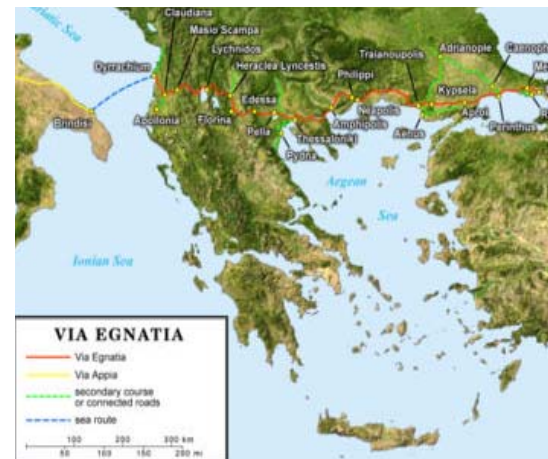 Adriatic Sea
Claudiana
Masio Scampa
Lychnidos
Heraclea Lyncestis
Dyrrachium
Traianoupolis
Adrianople
Caenoph
Philippi
Kypsela
Edessa
Neapolis
Aproi
Brindisi
Apollonia
Florina
Amphipolis
Aenus
Perinthus
Pella
Thessaloniki
Pydna
Aegean
Sea
Ionian Sea
VIA EGNATIA
Via Egnatia
Via Appia
secondary course
or connected roads
sea route
100 200 300 km
50 100 150 200 mi